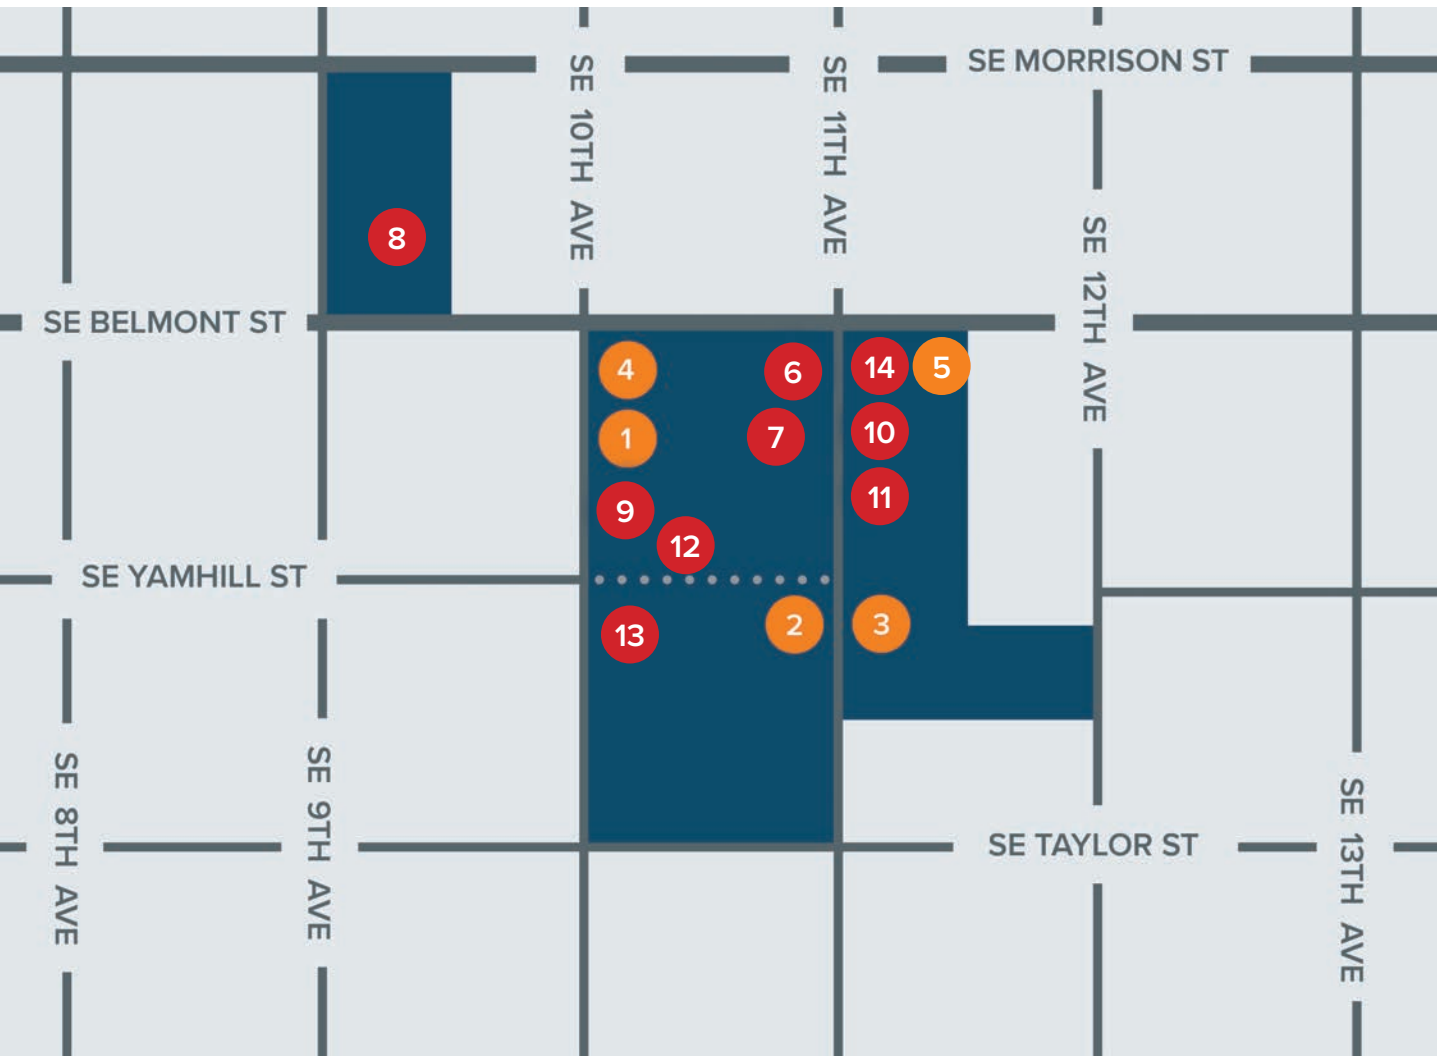 SE MORRISON ST
SE 10TH AVE
SE 11TH AVE
8
SE 12TH AVE
SE BELMONT ST
4
6
14
5
1
7
10
9
11
12
SE YAMHILL ST
13
2
3
SE 8TH AVE
SE 9TH AVE
SE TAYLOR ST
SE 13TH AVE